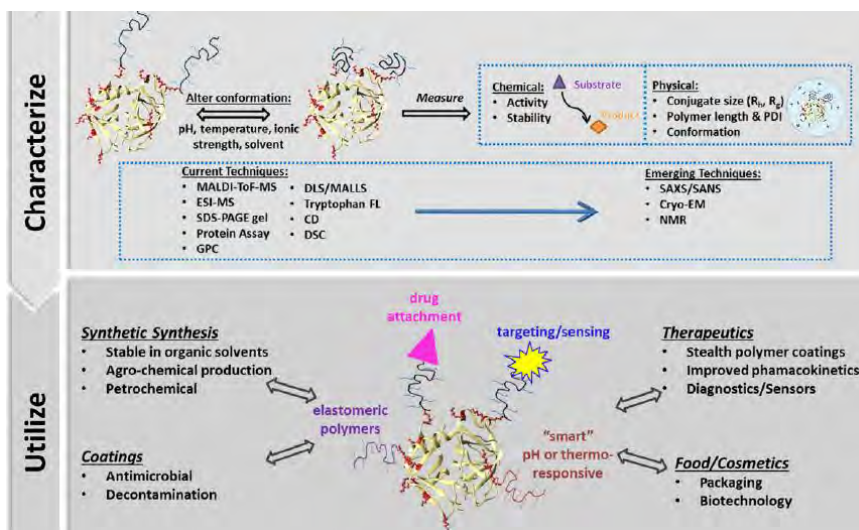 Characterize
Alter conformation:
pH, temperature, ionic
strength, solvent
Measure
Chemical:
• Activity
• Stability
Substrate
Product
Physical:
• Conjugate size (Rh, Rg)
• Polymer length & PDI
• Conformation
Current Techniques:
• MALDI-ToF-MS
• ESI-MS
• SDS-PAGE gel
• Protein Assay
• GPC
• DLS/MALLS
• Tryptophan FL
• CD
• DSC
Emerging Techniques:
• SAXS/SANS
• Cryo-EM
• NMR
Utilize
Synthetic Synthesis
• Stable in organic solvents
• Agro-chemical production
• Petrochemical
Coatings
• Antimicrobial
• Decontamination
drug
attachment
targeting/sensing
elastomeric
polymers
"smart"
pH or thermo-
responsive
Therapeutics
• Stealth polymer coatings
• Improved phamacokinetics
• Diagnostics/Sensors
Food/Cosmetics
• Packaging
• Biotechnology